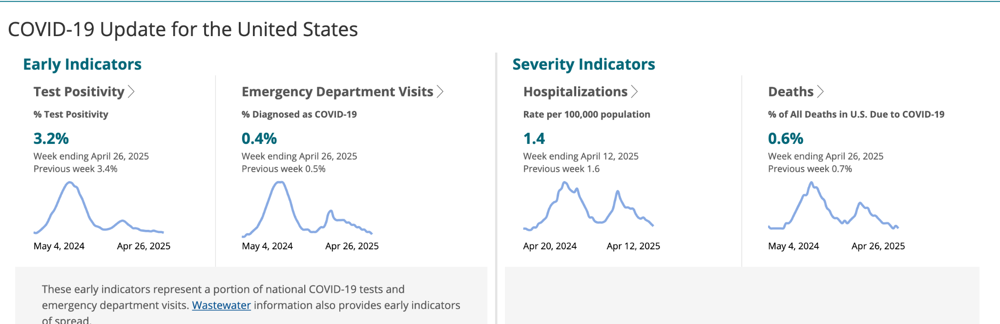 COVID-19 Update for the United States
Early Indicators
Test Positivity
% Test Positivity
3.2%
Week ending April 26, 2025
Previous week 3.4%
May 4, 2024 Apr 26, 2025
Emergency Department Visits
% Diagnosed as COVID-19
0.4%
Week ending April 26, 2025
Previous week 0.5%
May 4, 2024 Apr 26, 2025
These early indicators represent a portion of national COVID-19 tests and
emergency department visits. Wastewater information also provides early indicators
of spread.
Severity Indicators
Hospitalizations
Rate per 100,000 population
1.4
Week ending April 12, 2025
Previous week 1.6
Apr 20, 2024 Apr 12, 2025
Deaths
% of All Deaths in U.S. Due to COVID-19
0.6%
Week ending April 26, 2025
Previous week 0.7%
May 4, 2024 Apr 26, 2025